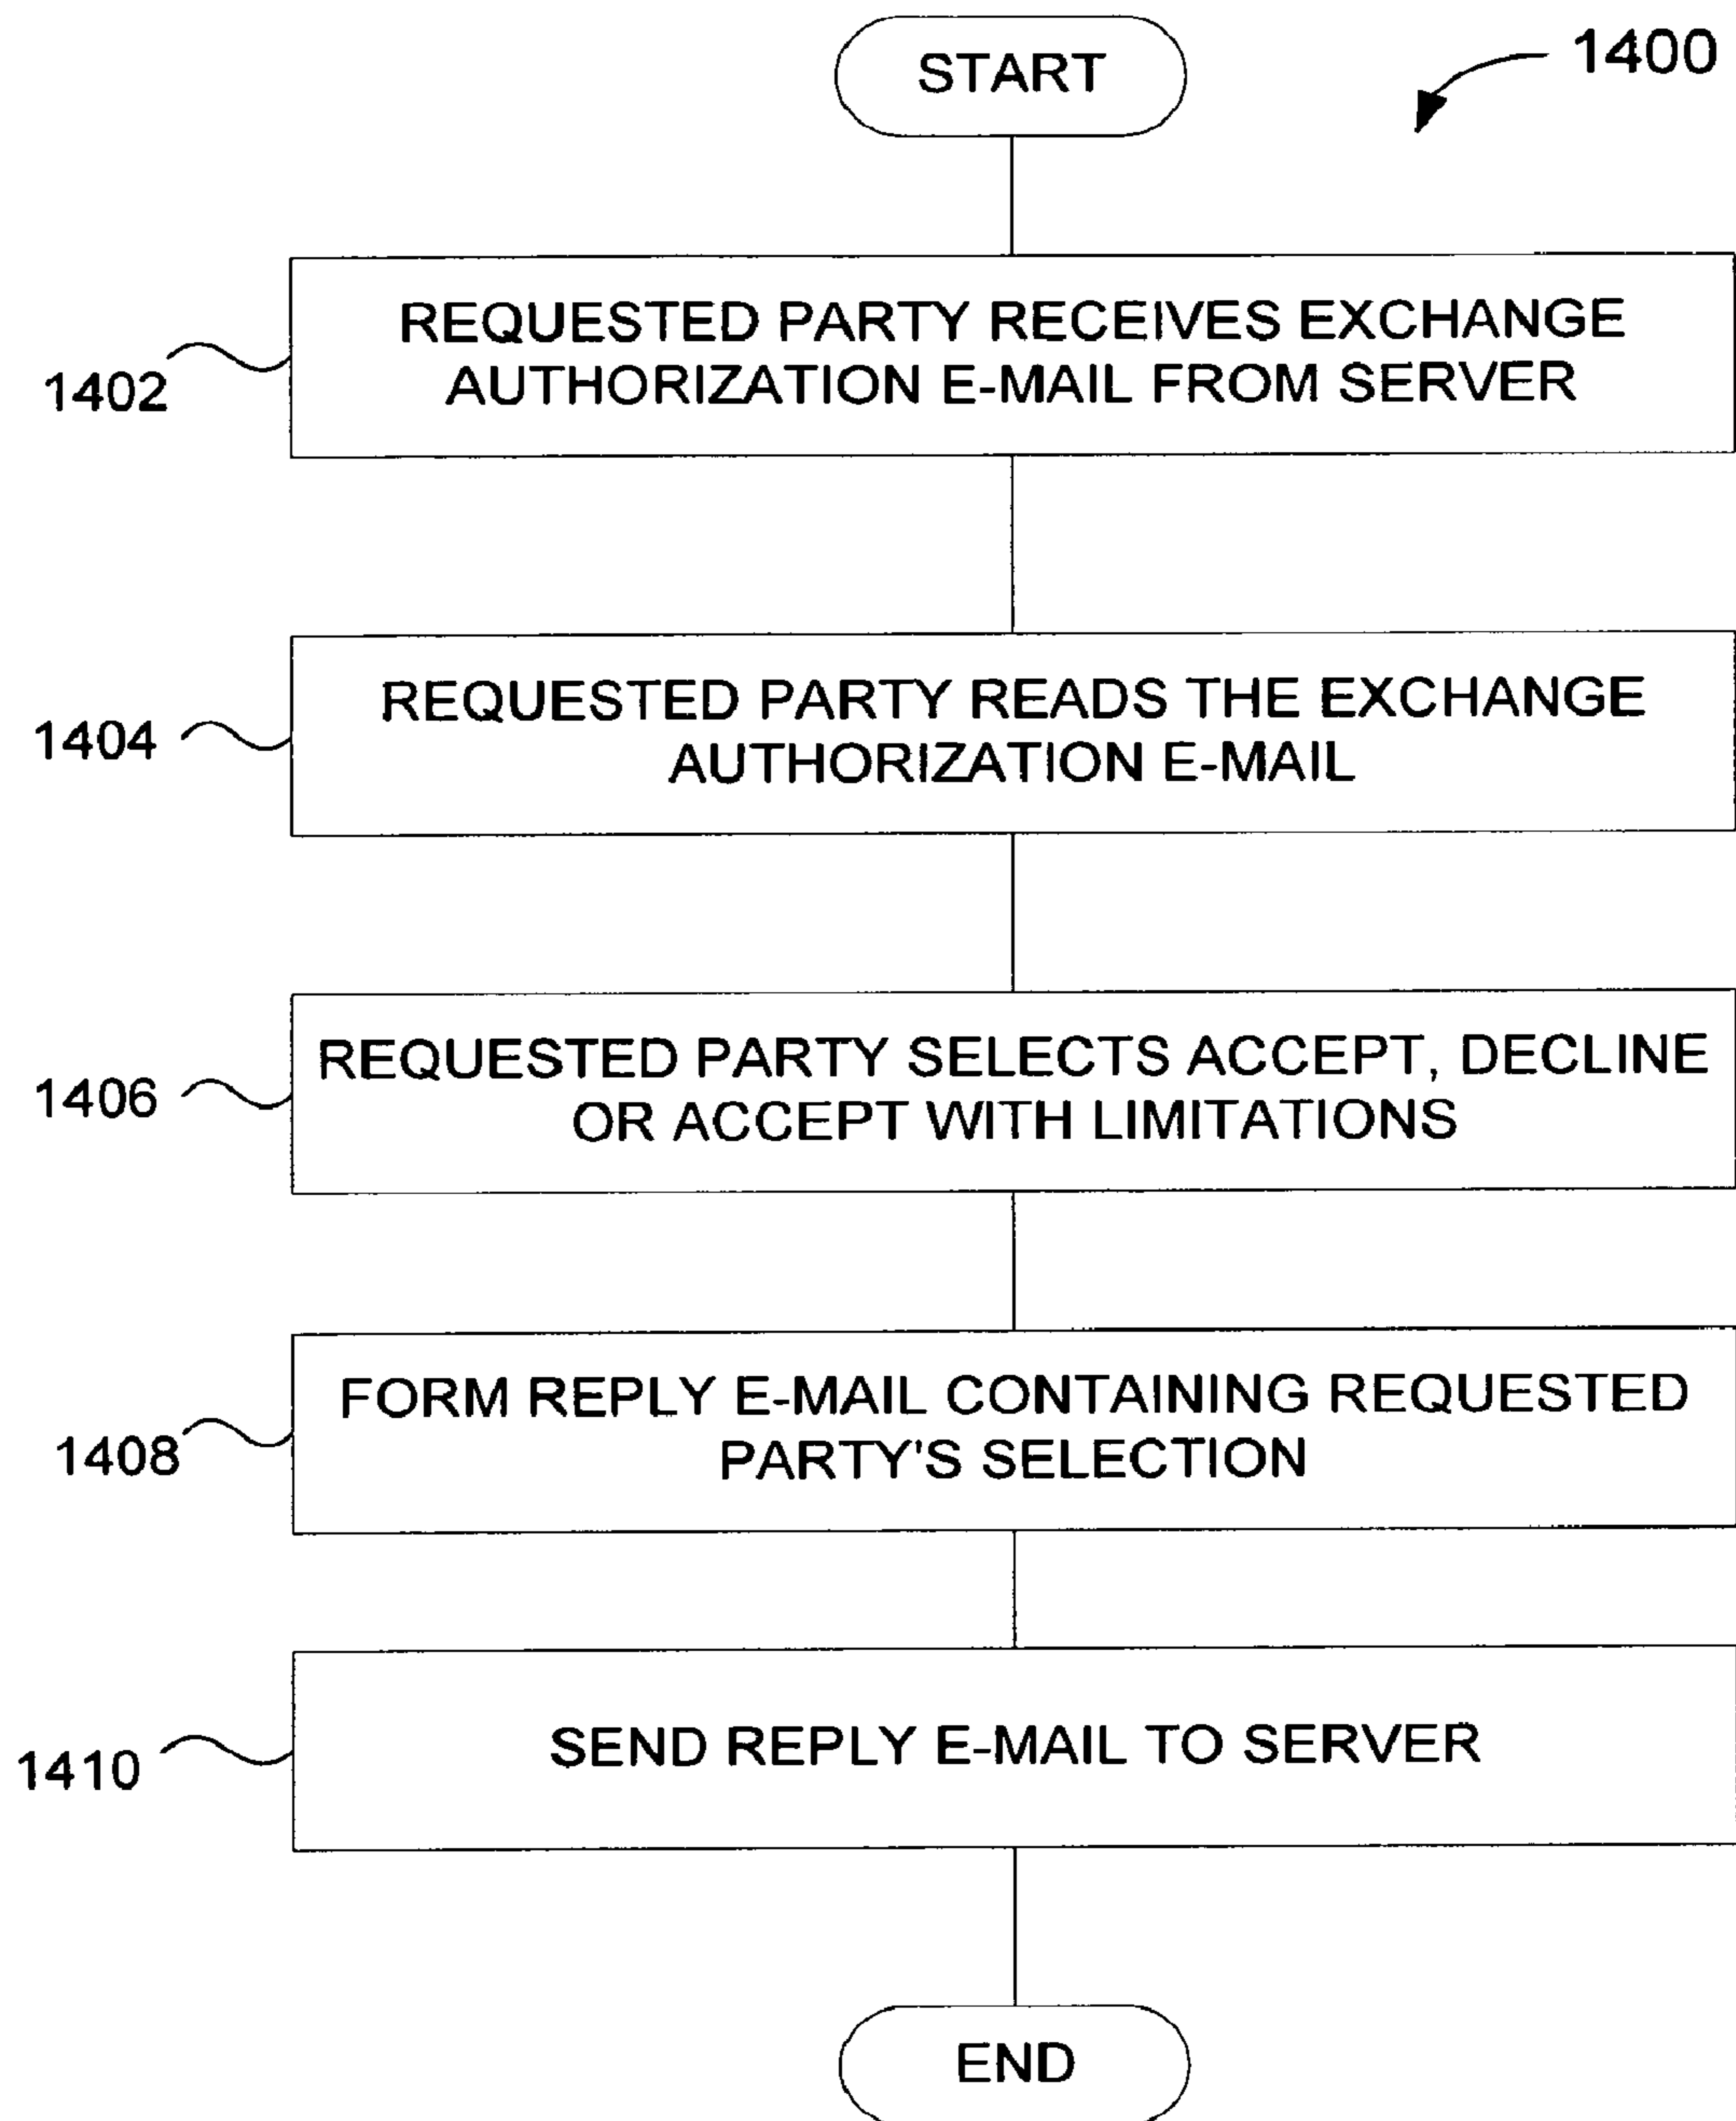 START
1400
REQUESTED PARTY RECEIVES EXCHANGE
AUTHORIZATION E-MAIL FROM SERVER
1402
REQUESTED PARTY READS THE EXCHANGE
AUTHORIZATION E-MAIL
1404
REQUESTED PARTY SELECTS ACCEPT, DECLINE
OR ACCEPT WITH LIMITATIONS
1406
FORM REPLY E-MAIL CONTAINING REQUESTED
PARTY'S SELECTION
1408
SEND REPLY E-MAIL TO SERVER
1410
END